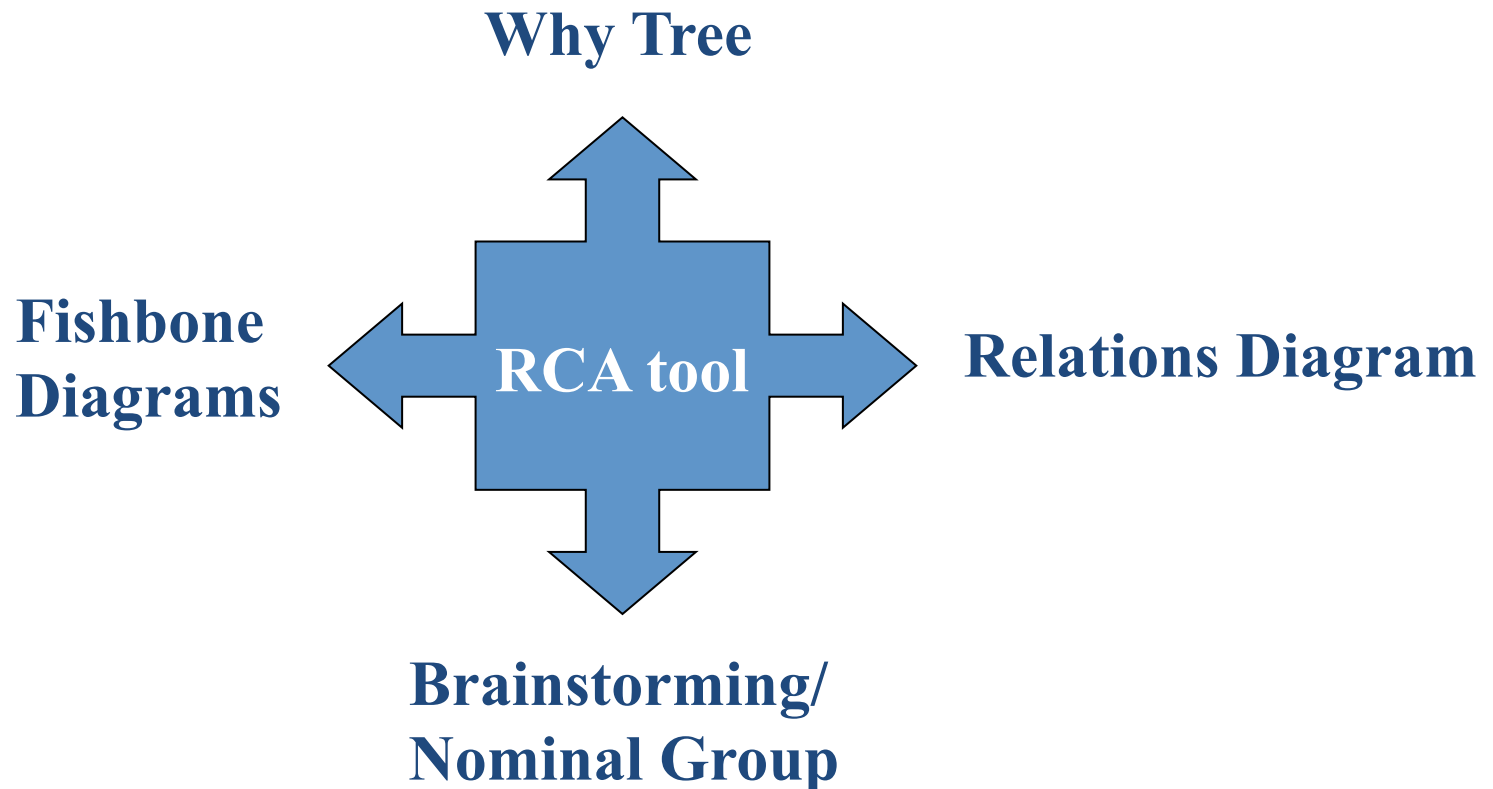 Why Tree
Fishbone
Diagrams
RCA tool
Relations Diagram
Brainstorming/
Nominal Group